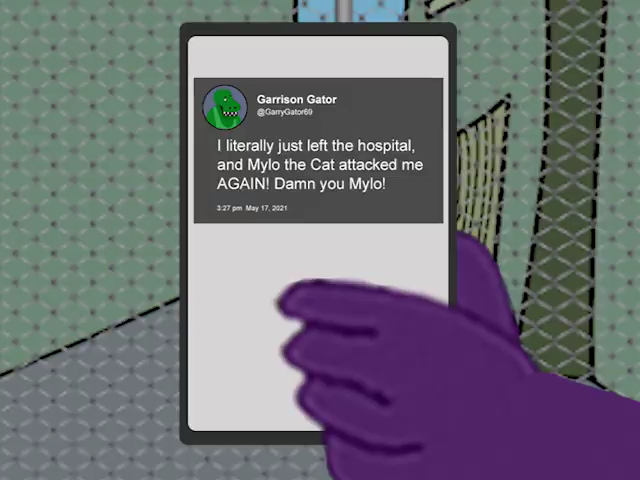 Garrison Gator
@GarryGator69
I literally just left the hospital,
and Mylo the Cat attacked me
AGAIN! Damn you Mylo!
3:27 pm May 17, 2021